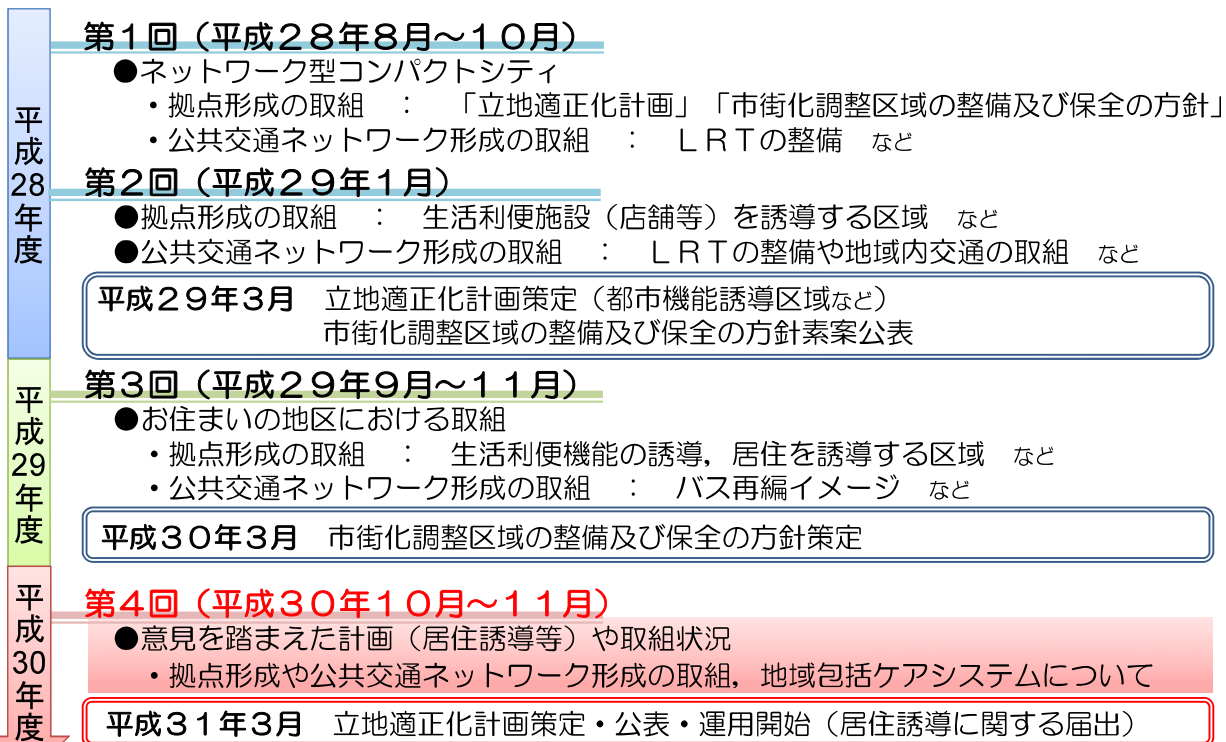 平成28年度
第１回（平成２８年８月～１０月）
●ネットワーク型コンパクトシティ
・拠点形成の取組　：　「立地適正化計画」「市街化調整区域の整備及び保全の方針」
・公共交通ネットワーク形成の取組　：　ＬＲＴの整備　など
第２回（平成２９年１月）
●拠点形成の取組　：　生活利便施設（店舗等）を誘導する区域　など
●公共交通ネットワーク形成の取組　：　ＬＲＴの整備や地域内交通の取組　など
平成２９年３月　立地適正化計画策定（都市機能誘導区域など）
市街化調整区域の整備及び保全の方針素案公表
平成29年度
第３回（平成２９年９月～１１月）
●お住まいの地区における取組
・拠点形成の取組　：　生活利便機能の誘導，居住を誘導する区域　など
・公共交通ネットワーク形成の取組　：　バス再編イメージ　など
平成３０年３月　市街化調整区域の整備及び保全の方針策定
平成30年度
第４回（平成３０年１０月～１１月）
●意見を踏まえた計画（居住誘導等）や取組状況
・拠点形成や公共交通ネットワーク形成の取組，地域包括ケアシステムについて
平成３１年３月　立地適正化計画策定・公表・運用開始（居住誘導に関する届出）